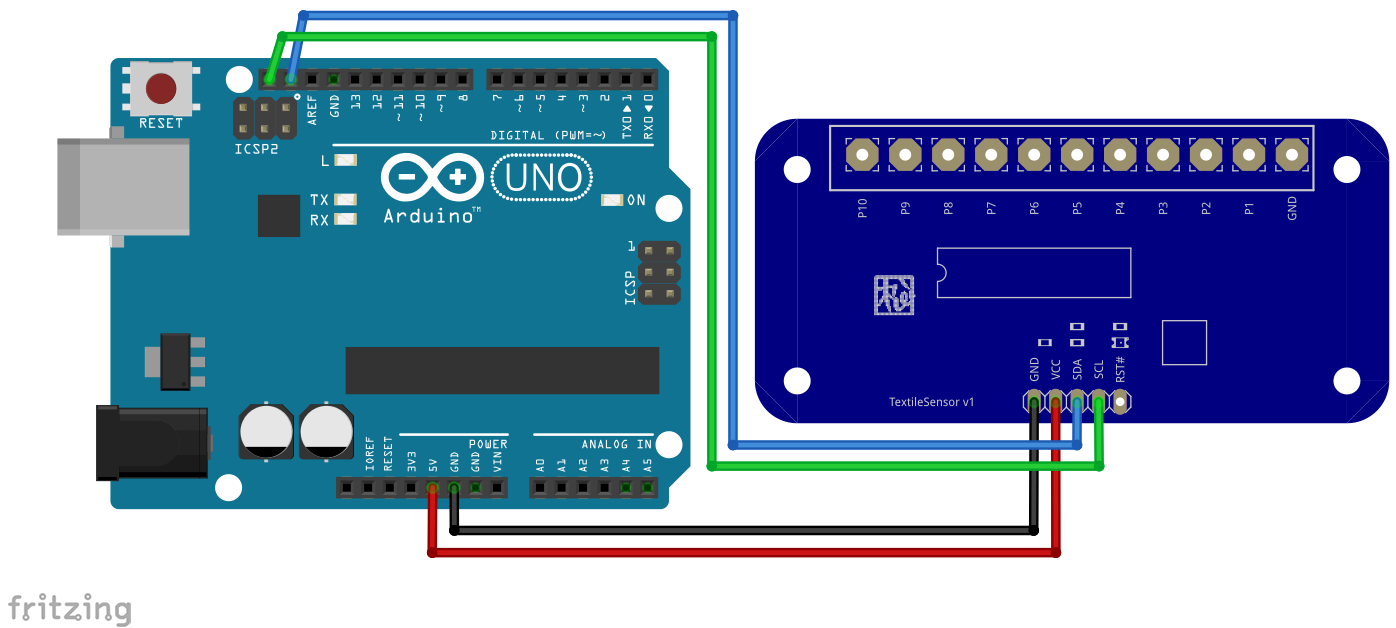 RESET
ICSP2
AREF
GND
13
12
~11
~10
~9
8
7
~6
~5
4
~3
2
TX0▶1
RX0◀0
DIGITAL (PWM=~)
L
TX
RX
UNO
Arduino™
ON
1
ICSP
P10
P9
P8
P7
P6
P5
P4
P3
P2
P1
GND
GND
VCC
SDA
SCL
RST#
TextileSensor v1
POWER
ANALOG IN
IOREF
RESET
3V3
5V
GND
GND
VIN
A0
A1
A2
A3
A4
A5
fritzing